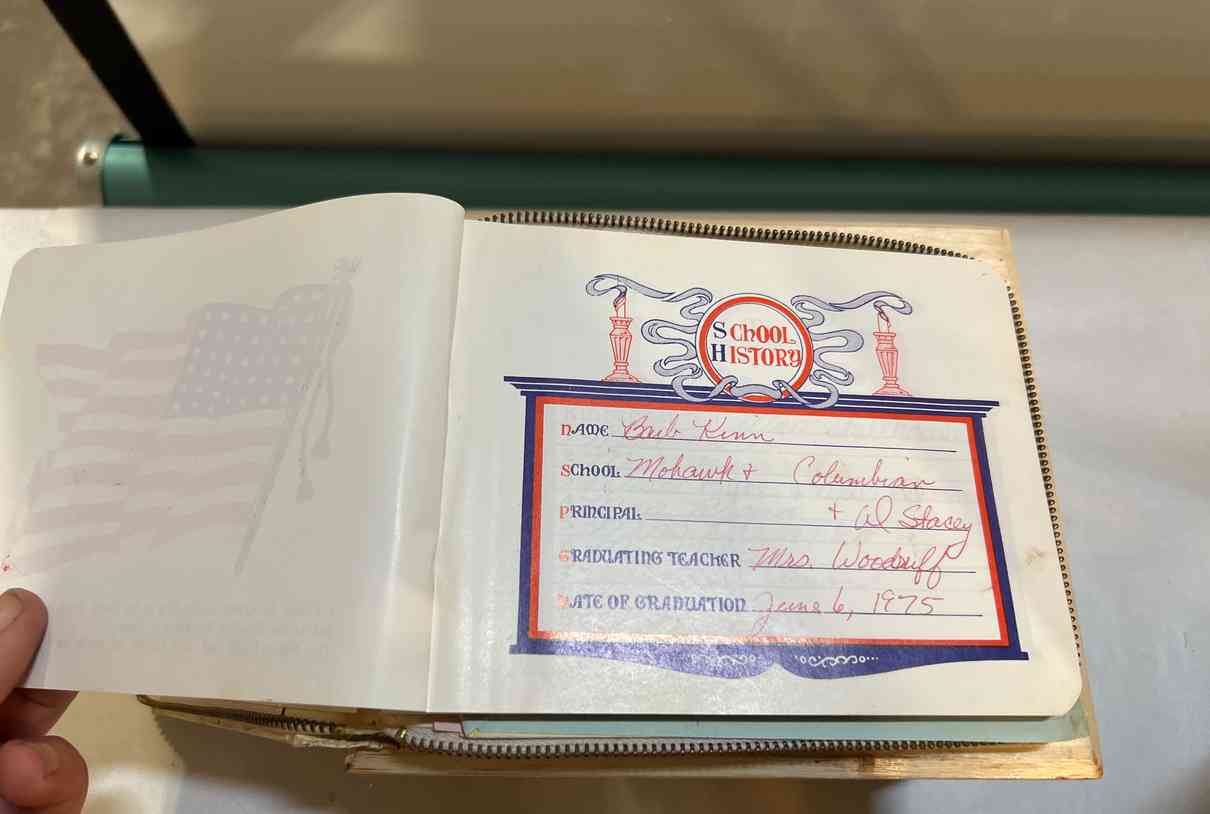 SCHOOL
HISTORY
NAME Barb Kinn
SCHOOL Mohawk + Columbian
PRINCIPAL + Al Stacey
GRADUATING TEACHER Mrs. Woodruff
DATE OF GRADUATION June 6, 1975